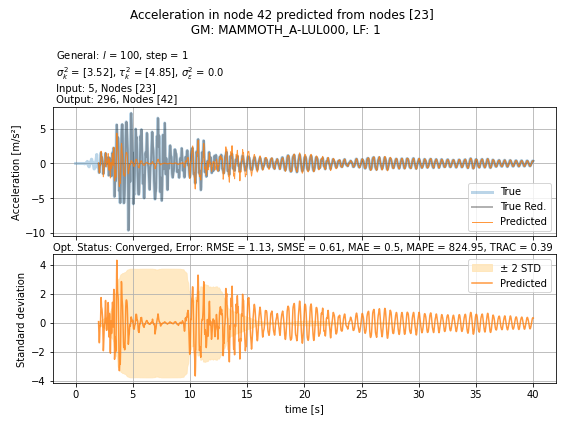 Acceleration in node 42 predicted from nodes [23]
GM: MAMMOTH_A-LUL000, LF: 1
General: l = 100, step = 1
σ²ₖ = [3.52], τ²ₖ = [4.85], σ²ε = 0.0
Input: 5, Nodes [23]
Output: 296, Nodes [42]
Acceleration [m/s²]
5
0
−5
−10
True
True Red.
Predicted
Opt. Status: Converged, Error: RMSE = 1.13, SMSE = 0.61, MAE = 0.5, MAPE = 824.95, TRAC = 0.39
Standard deviation
4
2
0
−2
−4
± 2 STD
Predicted
0 5 10 15 20 25 30 35 40
time [s]